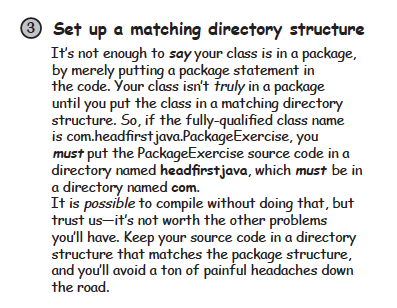 3 Set up a matching directory structure
It's not enough to say your class is in a package,
by merely putting a package statement in
the code. Your class isn't truly in a package
until you put the class in a matching directory
structure. So, if the fully-qualified class name
is com.headfirstjava.PackageExercise, you
must put the PackageExercise source code in a
directory named headfirstjava, which must be in
a directory named com.
It is possible to compile without doing that, but
trust us—it's not worth the other problems
you'll have. Keep your source code in a directory
structure that matches the package structure,
and you'll avoid a ton of painful headaches down
the road.